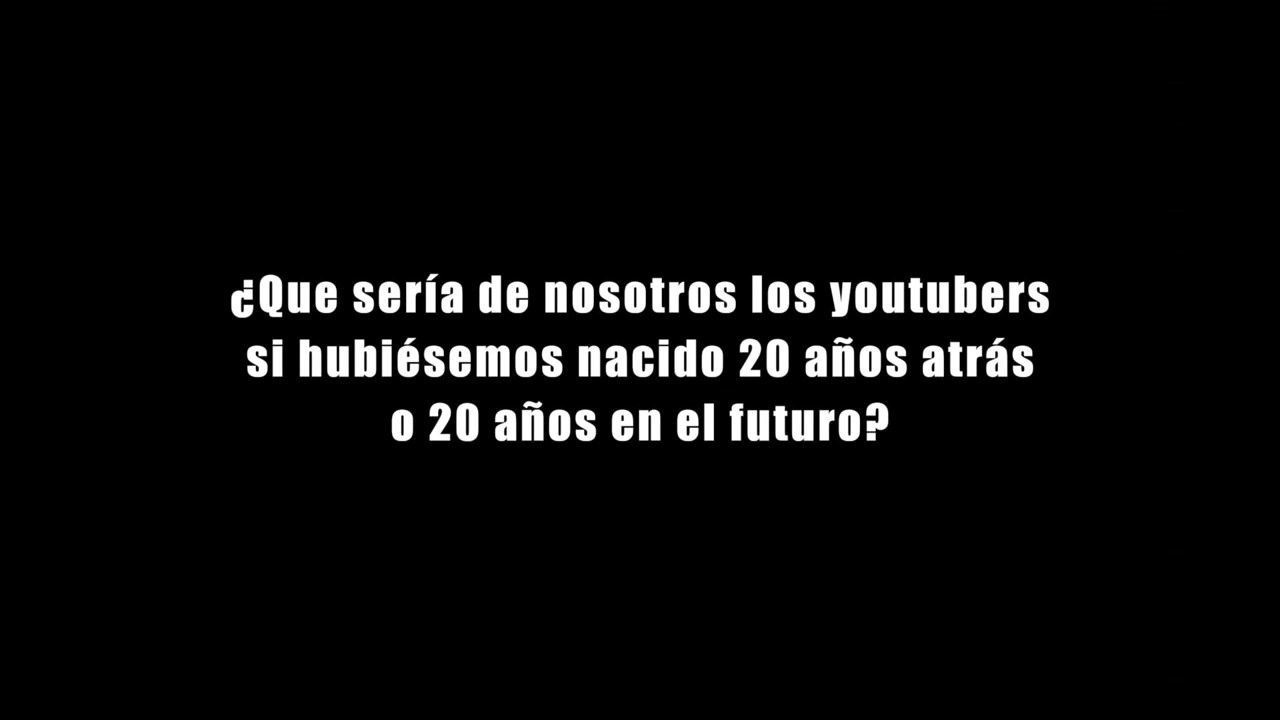 ¿Que sería de nosotros los youtubers
si hubiésemos nacido 20 años atrás
o 20 años en el futuro?